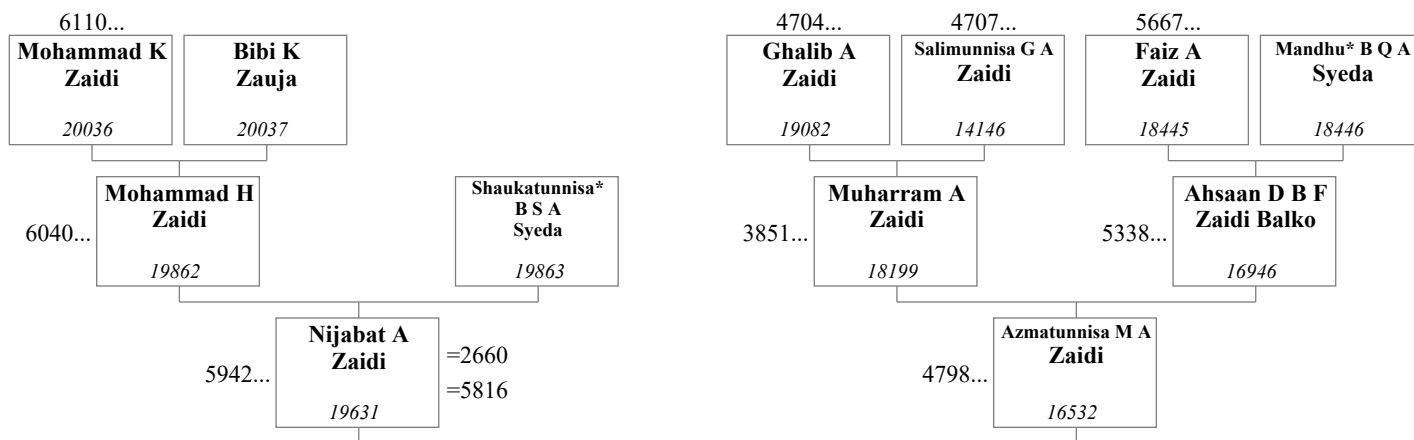 6110...
4704...
4707...
5667...
Mohammad K
Zaidi
20036
Bibi K
Zauja
20037
Ghalib A
Zaidi
19082
Salimunnisa G A
Zaidi
14146
Faiz A
Zaidi
18445
Mandhu* B Q A
Syeda
18446
6040...
Mohammad H
Zaidi
19862
Shaukatunnisa*
B S A
Syeda
19863
3851...
Muharram A
Zaidi
18199
5338...
Ahsaan D B F
Zaidi Balko
16946
5942...
Nijabat A
Zaidi
19631
=2660
=5816
4798...
Azmatunnisa M A
Zaidi
16532